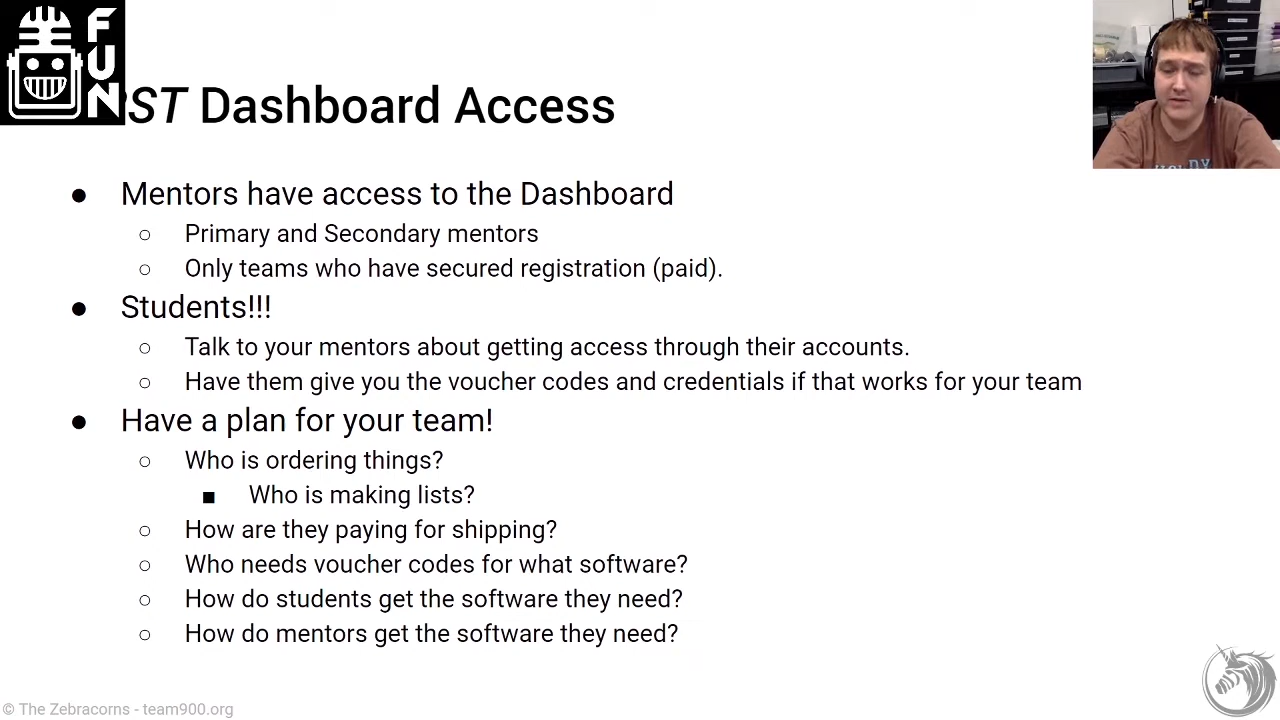 FUN
ST Dashboard Access
● Mentors have access to the Dashboard
○ Primary and Secondary mentors
○ Only teams who have secured registration (paid).
● Students!!!
○ Talk to your mentors about getting access through their accounts.
○ Have them give you the voucher codes and credentials if that works for your team
● Have a plan for your team!
○ Who is ordering things?
■ Who is making lists?
○ How are they paying for shipping?
○ Who needs voucher codes for what software?
○ How do students get the software they need?
○ How do mentors get the software they need?
© The Zebracorns - team900.org